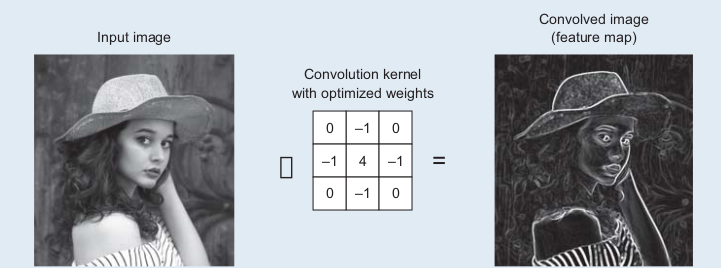 Input image
Convolution kernel
with optimized weights
0 –1 0
–1 4 –1
0 –1 0
=
Convolved image
(feature map)